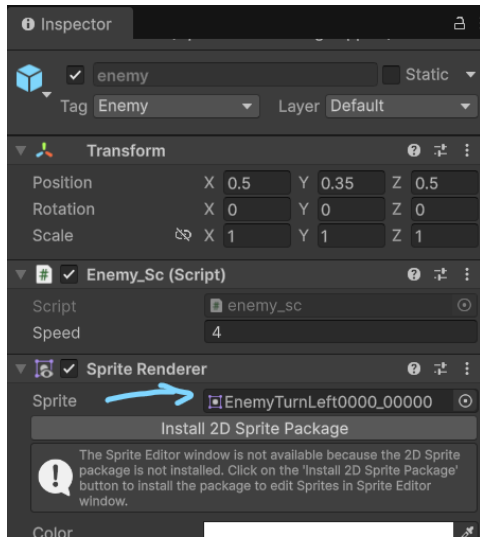 Inspector
enemy Static
Tag Enemy Layer Default
Transform
Position X 0.5 Y 0.35 Z 0.5
Rotation X 0 Y 0 Z 0
Scale X 1 Y 1 Z 1
# Enemy_Sc (Script)
Script # enemy_sc
Speed 4
Sprite Renderer
Sprite EnemyTurnLeft0000_00000
Install 2D Sprite Package
The Sprite Editor window is not available because the 2D Sprite
package is not installed. Click on the 'Install 2D Sprite Package'
button to install the package to edit Sprites in Sprite Editor
window.
Color